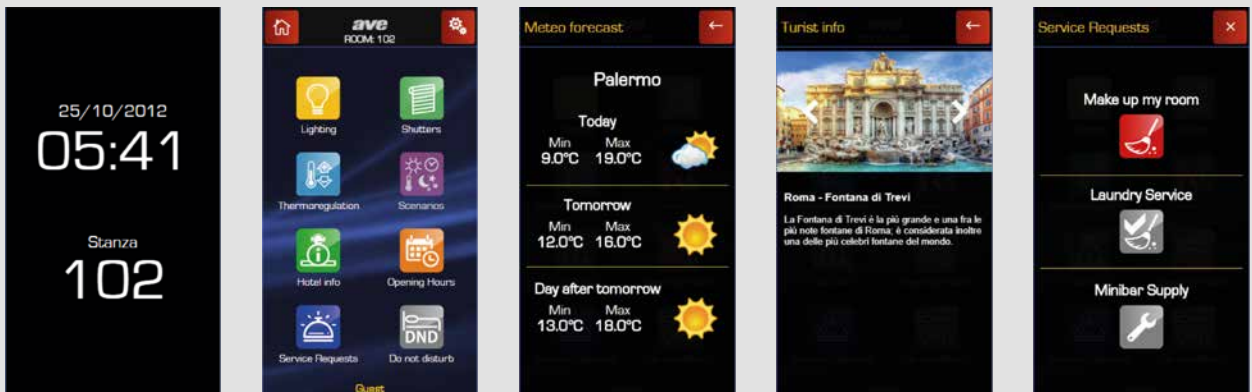 25/10/2012
05:41
Stanza
102
ave
ROOM: 102
Lighting
Shutters
Thermoregulation
Scenarios
Hotel info
Opening Hours
Service Requests
Do not disturb
DND
Guest
Meteo forecast
Palermo
Today
Min Max
9.0°C 19.0°C
Tomorrow
Min Max
12.0°C 16.0°C
Day after tomorrow
Min Max
13.0°C 18.0°C
Turist info
Roma - Fontana di Trevi
La Fontana di Trevi è la più grande e una fra le
più note fontane di Roma; è considerata inoltre
una delle più celebri fontane del mondo.
Service Requests
Make up my room
Laundry Service
Minibar Supply